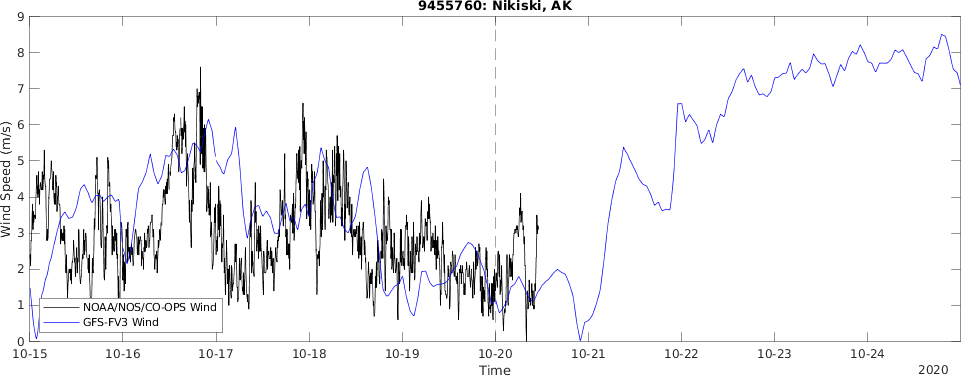 9455760: Nikiski, AK
Wind Speed (m/s)
9
8
7
6
5
4
3
2
1
0
NOAA/NOS/CO-OPS Wind
GFS-FV3 Wind
10-15 10-16 10-17 10-18 10-19 10-20 10-21 10-22 10-23 10-24
Time
2020